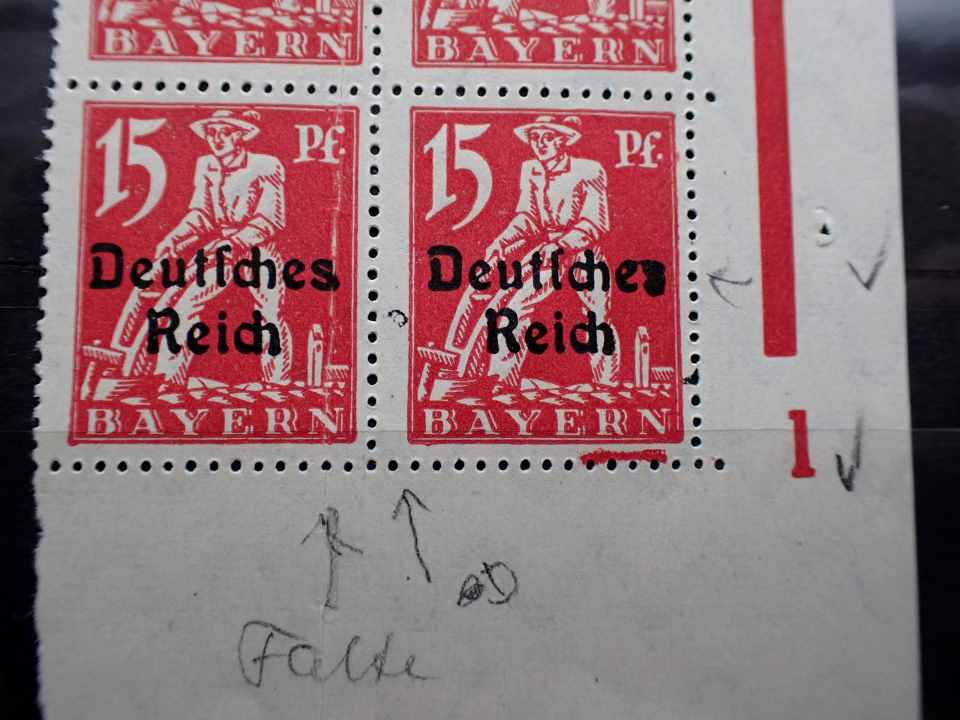 BAYERN BAYERN
15 Pf. 15 Pf.
Deutſches Deutſches
Reich Reich
BAYERN BAYERN
1
Falte